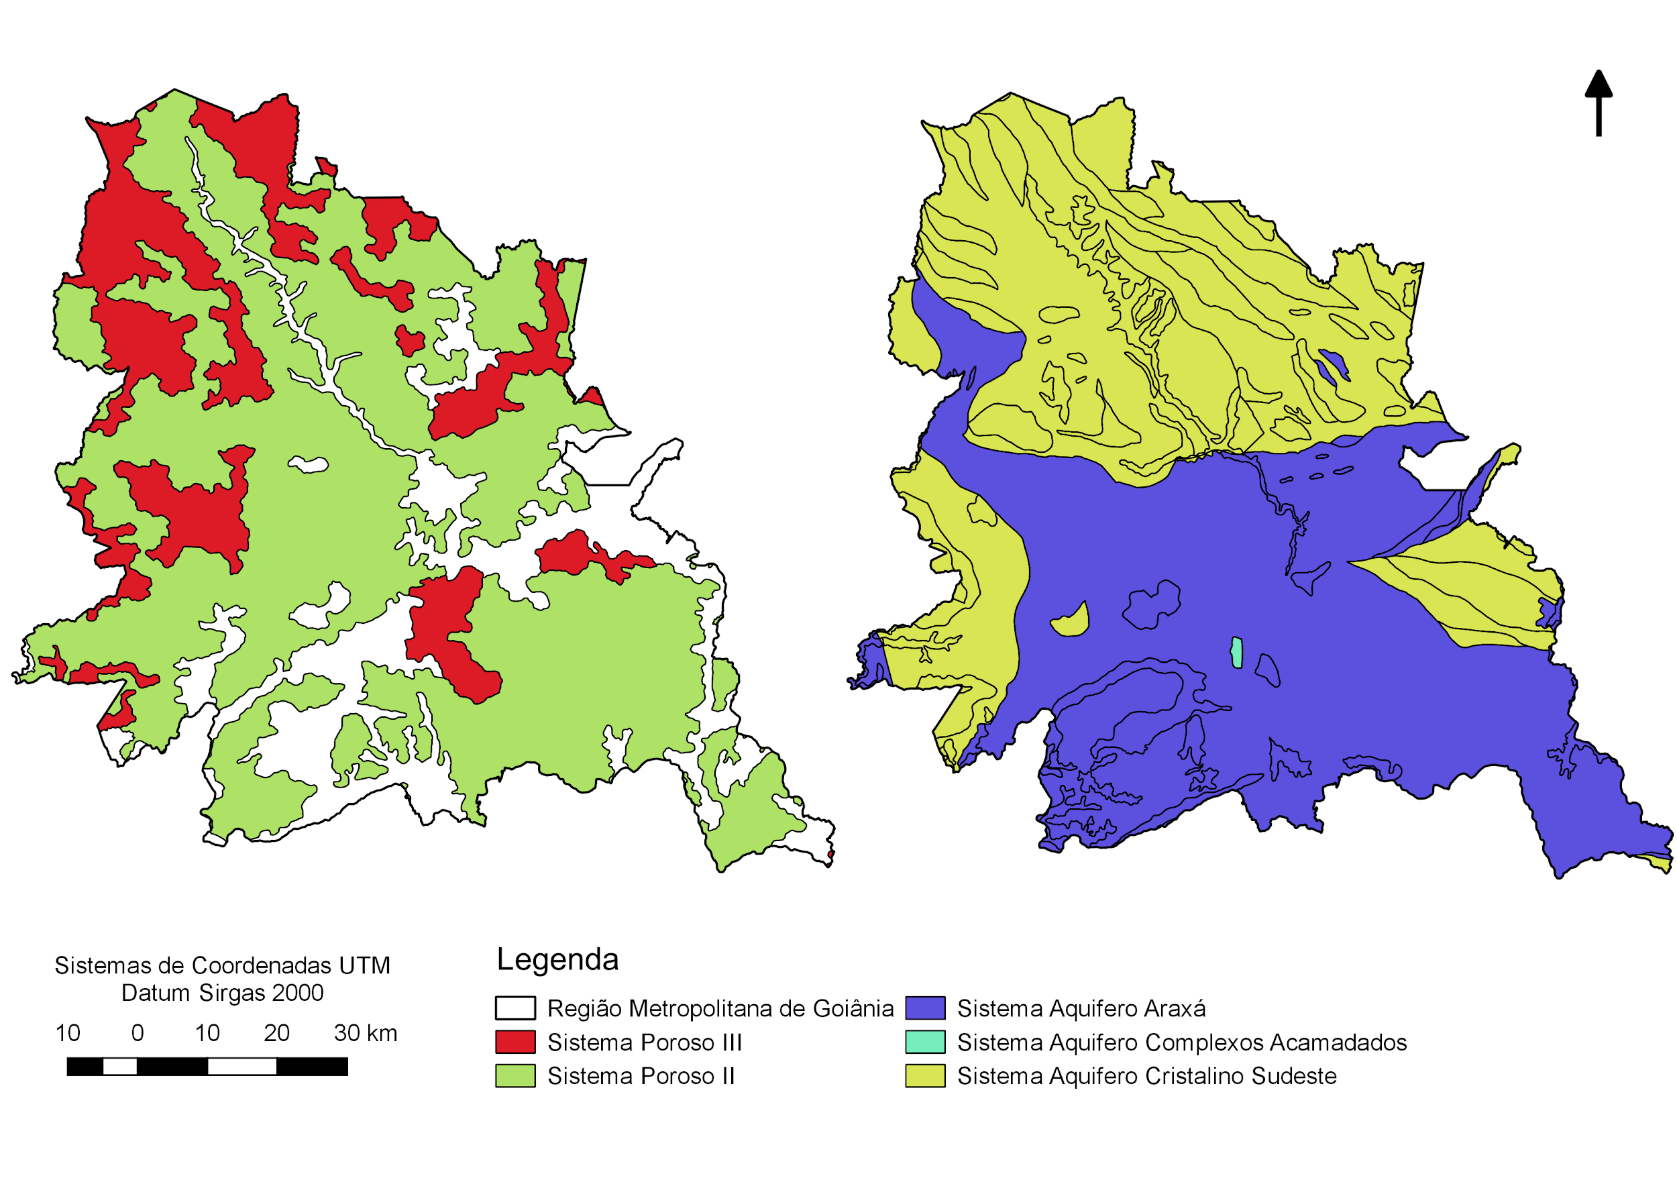 Sistemas de Coordenadas UTM
Datum Sirgas 2000
10 0 10 20 30 km
Legenda
Região Metropolitana de Goiânia
Sistema Poroso III
Sistema Poroso II
Sistema Aquifero Araxá
Sistema Aquifero Complexos Acamadados
Sistema Aquifero Cristalino Sudeste